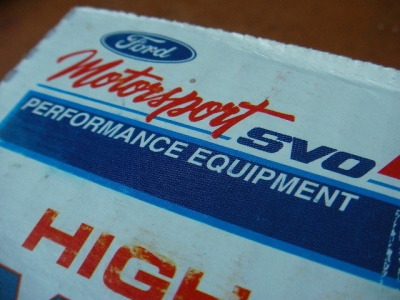 Ford
Motorsport SVO
PERFORMANCE EQUIPMENT
HIGH